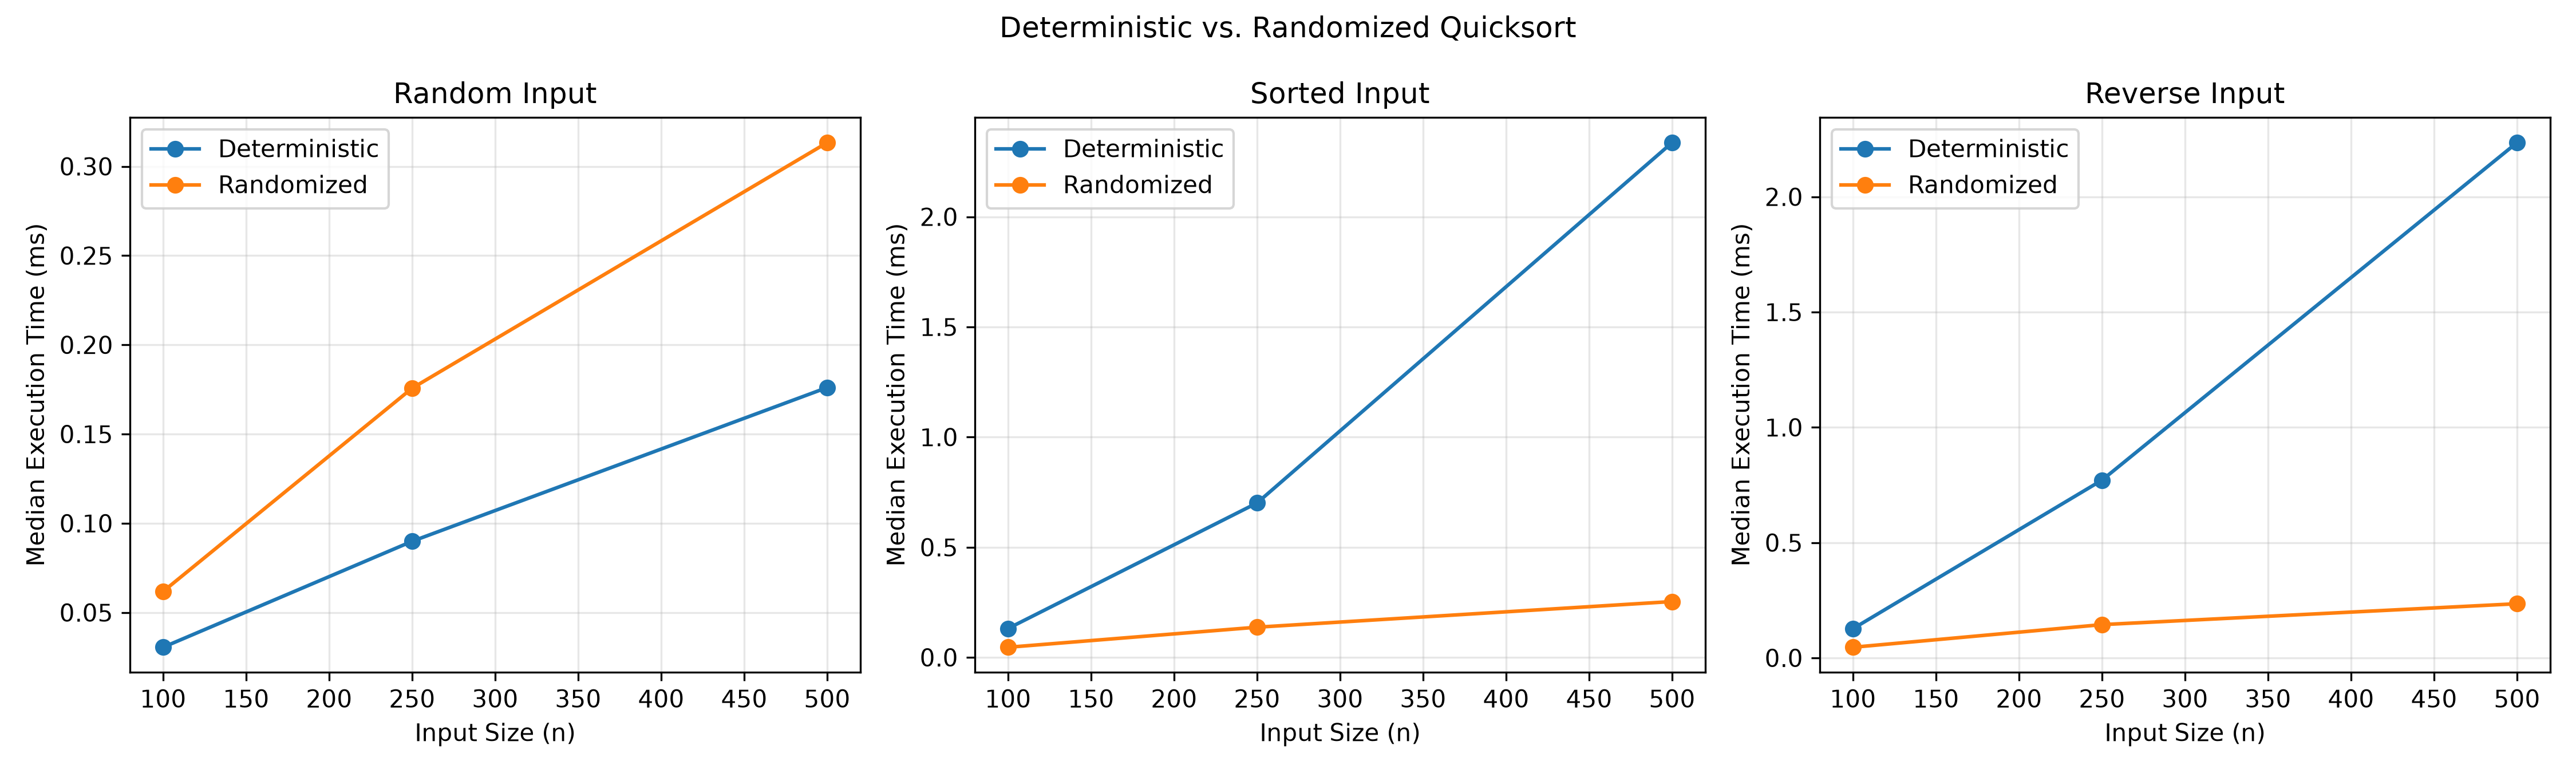 Deterministic vs. Randomized Quicksort
Random Input
Deterministic
Randomized
Median Execution Time (ms)
0.30
0.25
0.20
0.15
0.10
0.05
100 150 200 250 300 350 400 450 500
Input Size (n)
Sorted Input
Deterministic
Randomized
Median Execution Time (ms)
2.0
1.5
1.0
0.5
0.0
100 150 200 250 300 350 400 450 500
Input Size (n)
Reverse Input
Deterministic
Randomized
Median Execution Time (ms)
2.0
1.5
1.0
0.5
0.0
100 150 200 250 300 350 400 450 500
Input Size (n)